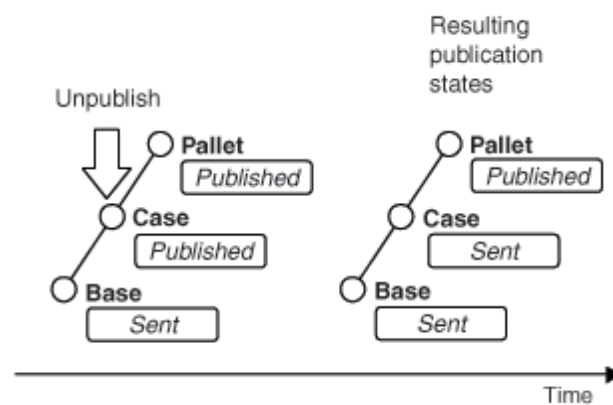 Resulting
publication
states
Unpublish
Pallet
Published
Case
Published
Base
Sent
Pallet
Published
Case
Sent
Base
Sent
Time